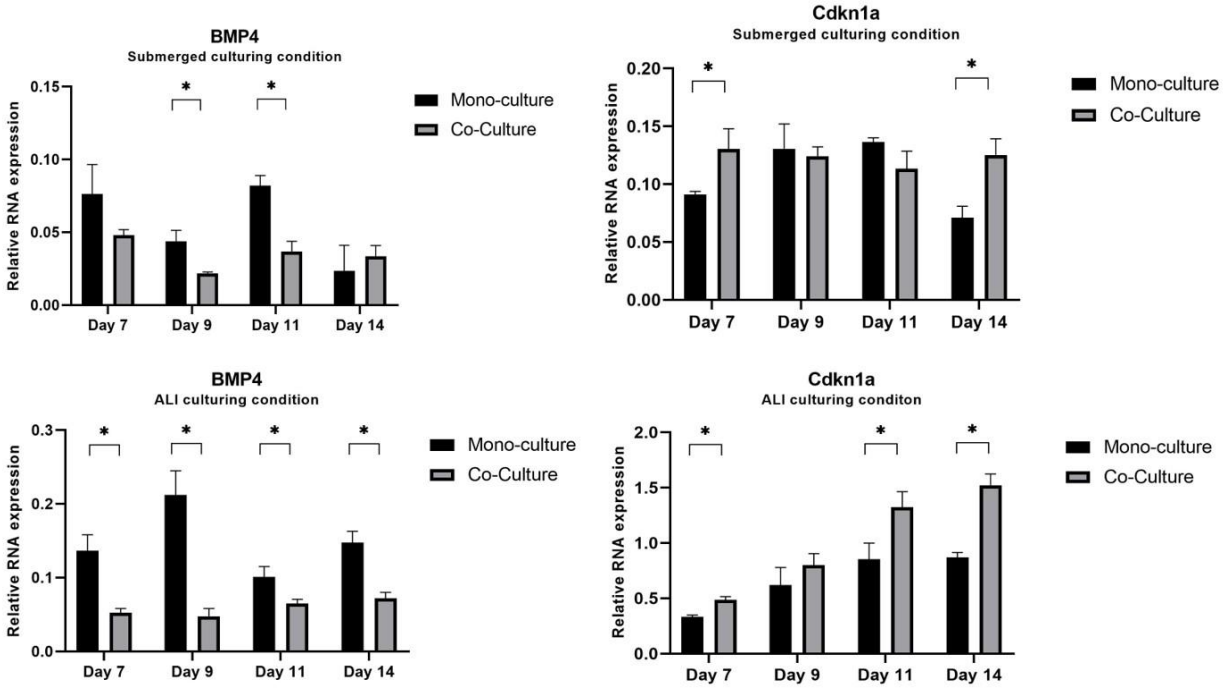 BMP4
Submerged culturing condition
Relative RNA expression
0.15
0.10
0.05
0.00
*
*
Mono-culture
Co-Culture
Day 7
Day 9
Day 11
Day 14
Cdkn1a
Submerged culturing condition
Relative RNA expression
0.20
0.15
0.10
0.05
0.00
*
*
Mono-culture
Co-Culture
Day 7
Day 9
Day 11
Day 14
BMP4
ALI culturing condition
Relative RNA expression
0.3
0.2
0.1
0.0
*
*
*
*
Mono-culture
Co-Culture
Day 7
Day 9
Day 11
Day 14
Cdkn1a
ALI culturing conditon
Relative RNA expression
2.0
1.5
1.0
0.5
0.0
*
*
*
Mono-culture
Co-Culture
Day 7
Day 9
Day 11
Day 14